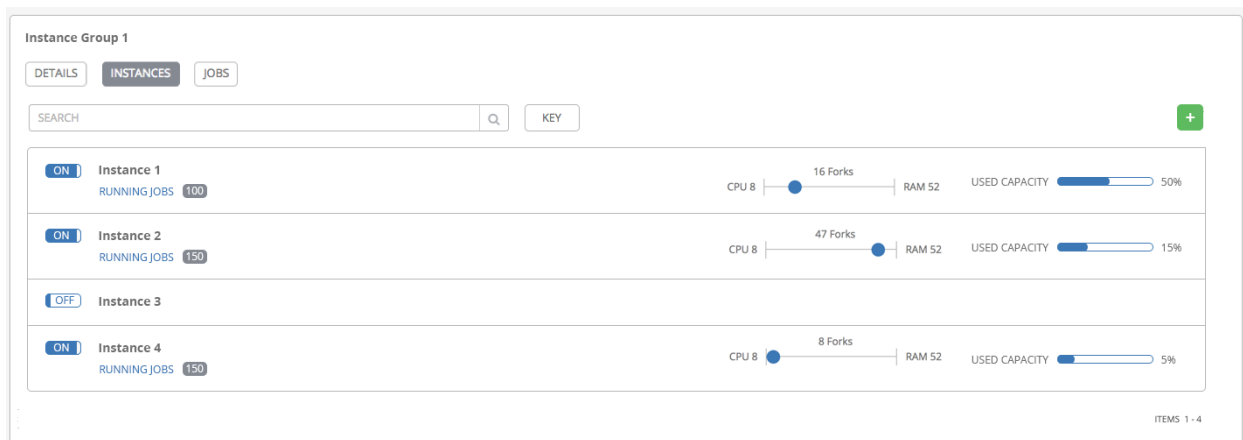 Instance Group 1
DETAILS INSTANCES JOBS
SEARCH KEY +
ON Instance 1
RUNNING JOBS 100
16 Forks
CPU 8 RAM 52
USED CAPACITY 50%
ON Instance 2
RUNNING JOBS 150
47 Forks
CPU 8 RAM 52
USED CAPACITY 15%
OFF Instance 3
ON Instance 4
RUNNING JOBS 150
8 Forks
CPU 8 RAM 52
USED CAPACITY 5%
ITEMS 1 - 4